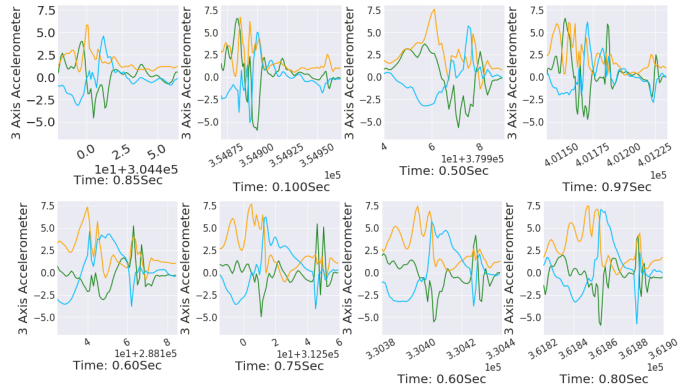 3 Axis Accelerometer
7.5
5.0
2.5
0.0
−2.5
−5.0
0.0 2.5 5.0
1e1+3.044e5
Time: 0.85Sec
3 Axis Accelerometer
7.5
5.0
2.5
0.0
−2.5
−5.0
3.54875 3.54900 3.54925 3.54950
1e5
Time: 0.100Sec
3 Axis Accelerometer
7.5
5.0
2.5
0.0
−2.5
−5.0
4 6 8
1e1+3.799e5
Time: 0.50Sec
3 Axis Accelerometer
7.5
5.0
2.5
0.0
−2.5
−5.0
4.01150 4.01175 4.01200 4.01225
1e5
Time: 0.97Sec
3 Axis Accelerometer
7.5
5.0
2.5
0.0
−2.5
−5.0
4 6 8
1e1+2.881e5
Time: 0.60Sec
3 Axis Accelerometer
7.5
5.0
2.5
0.0
−2.5
−5.0
0 2 4 6
1e1+3.125e5
Time: 0.75Sec
3 Axis Accelerometer
7.5
5.0
2.5
0.0
−2.5
−5.0
3.3038 3.3040 3.3042 3.3044
1e5
Time: 0.60Sec
3 Axis Accelerometer
7.5
5.0
2.5
0.0
−2.5
−5.0
3.6182 3.6184 3.6186 3.6188 3.6190
1e5
Time: 0.80Sec